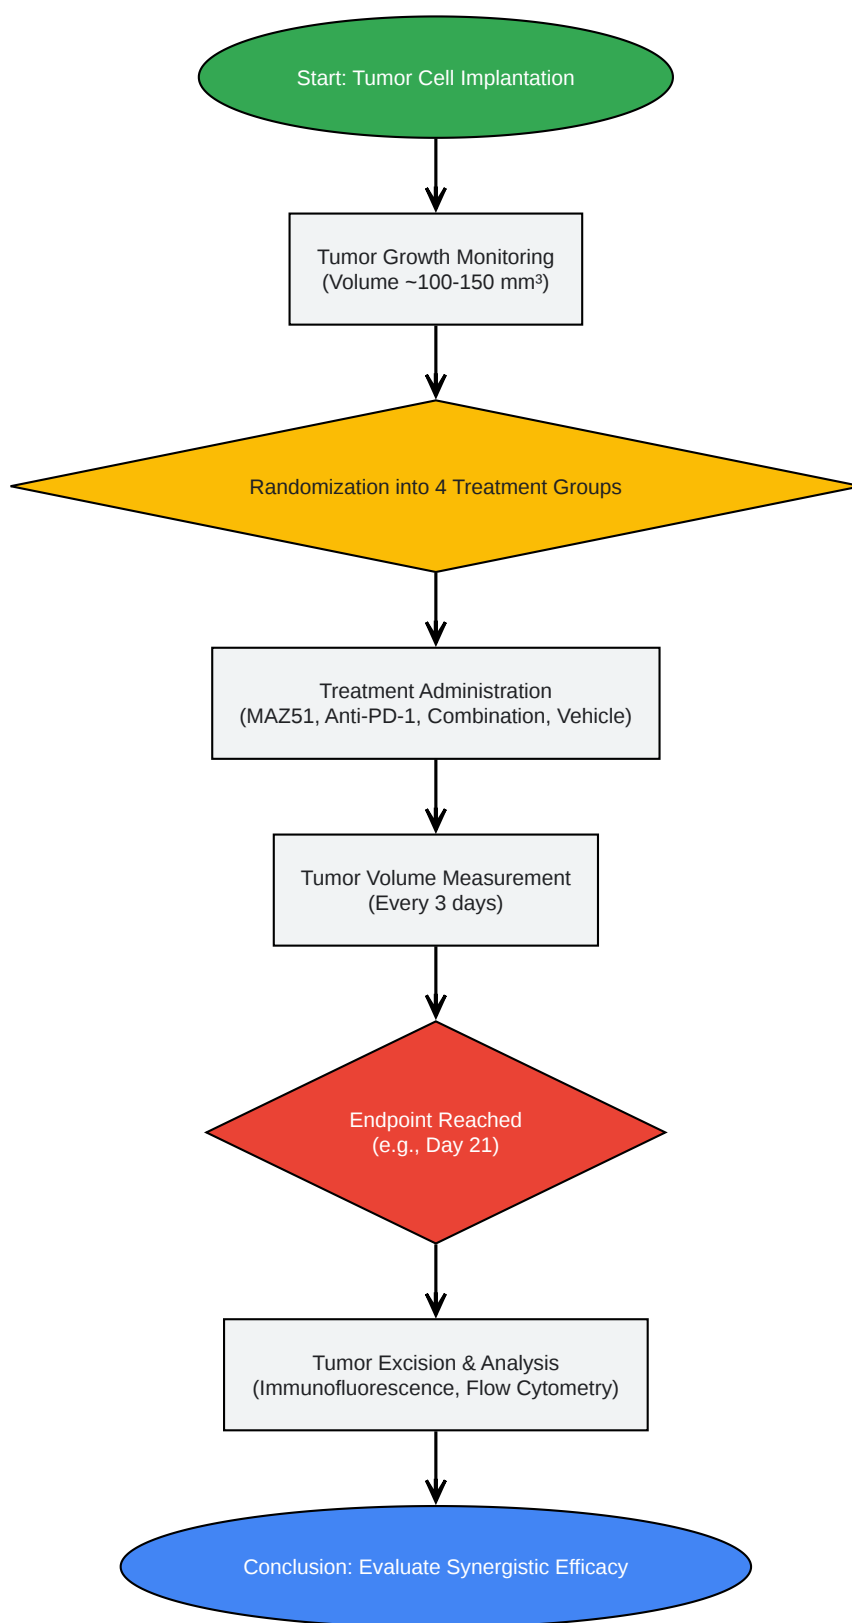 Start: Tumor Cell Implantation
Tumor Growth Monitoring
(Volume ~100-150 mm³)
Randomization into 4 Treatment Groups
Treatment Administration
(MAZ51, Anti-PD-1, Combination, Vehicle)
Tumor Volume Measurement
(Every 3 days)
Endpoint Reached
(e.g., Day 21)
Tumor Excision & Analysis
(Immunofluorescence, Flow Cytometry)
Conclusion: Evaluate Synergistic Efficacy